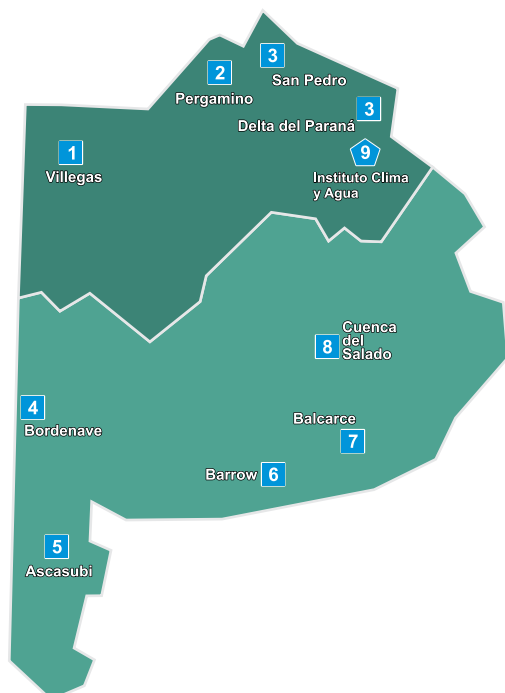 3
San Pedro
2
Pergamino
3
Delta del Paraná
1
Villegas
9
Instituto Clima
y Agua
8
Cuenca
del
Salado
4
Bordenave
Balcarce
7
Barrow
6
5
Ascasubi